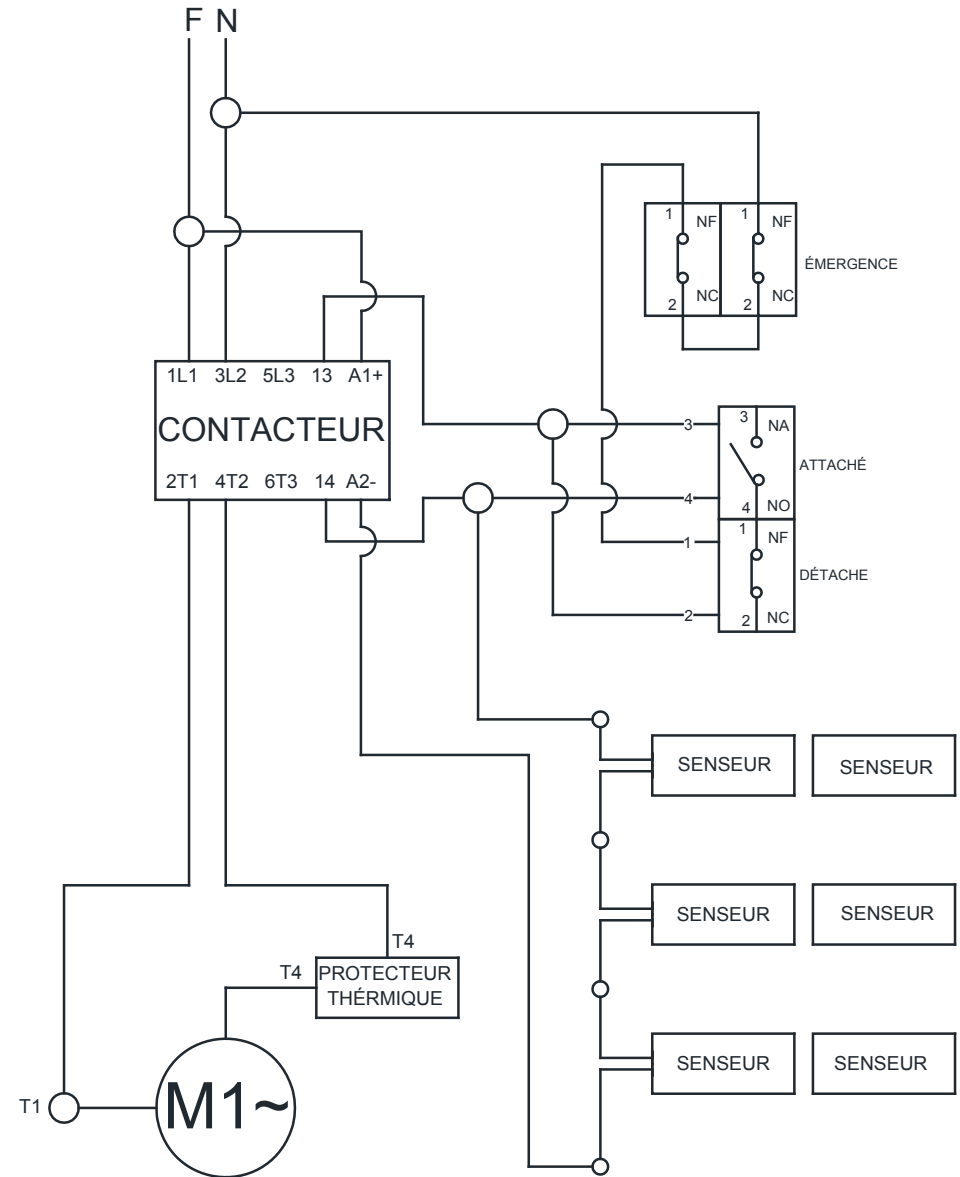 F N
1 NF 1 NF
ÉMERGENCE
2 NC 2 NC
1L1 3L2 5L3 13 A1+
CONTACTEUR
2T1 4T2 6T3 14 A2-
3 3 NA
ATTACHÉ
4 4 NO
1 1 NF
DÉTACHE
2 2 NC
SENSEUR SENSEUR
SENSEUR SENSEUR
T4
T4 PROTECTEUR
THÉRMIQUE
SENSEUR SENSEUR
T1 M1~